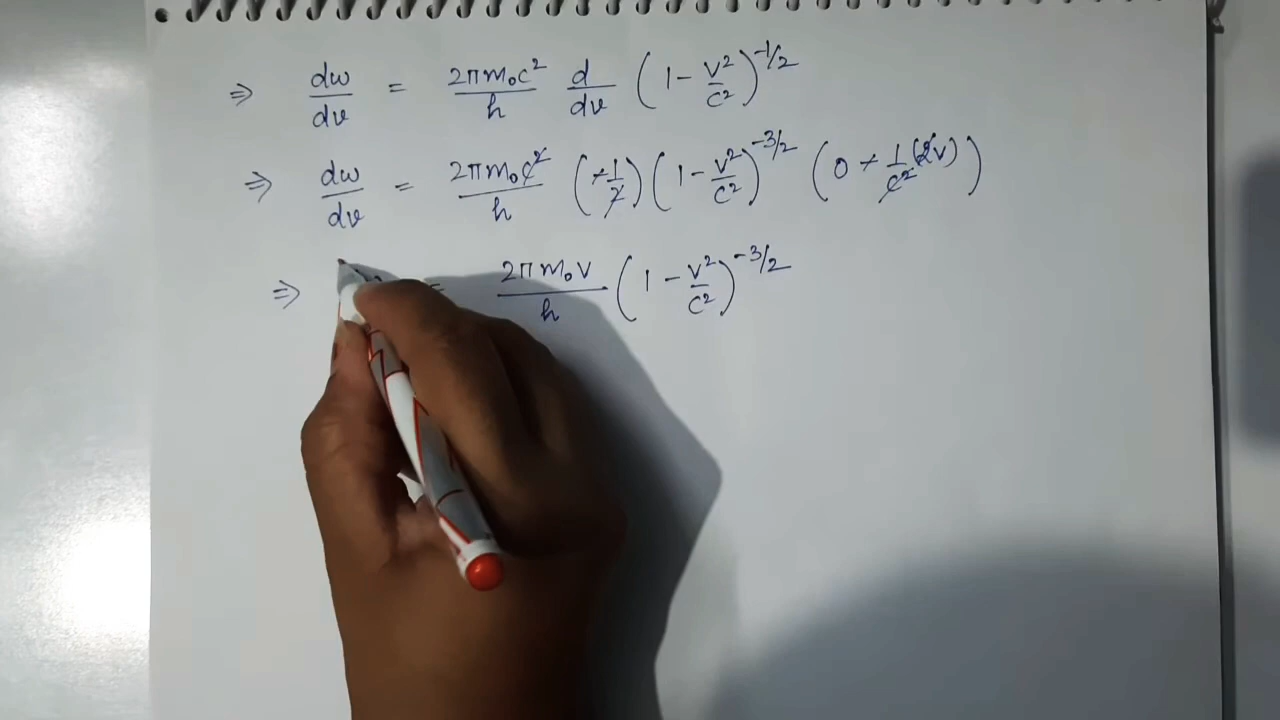 ⇒ dω/dv = 2πm₀c²/h d/dv (1 - v²/c²)^-1/2
⇒ dω/dv = 2πm₀c²/h (-1/2)(1 - v²/c²)^-3/2 (0 - 1/c² (2v))
⇒ = 2πm₀v/h (1 - v²/c²)^-3/2